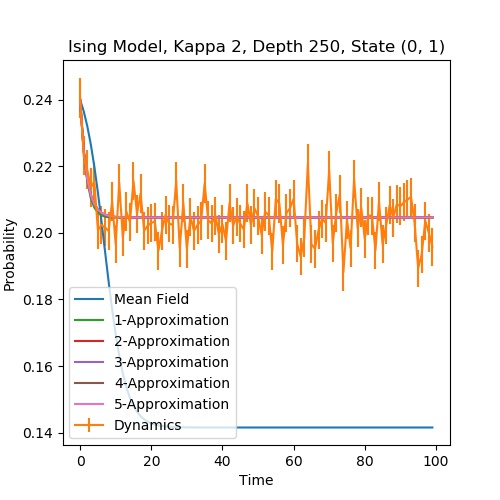 Ising Model, Kappa 2, Depth 250, State (0, 1)
Probability
0.24
0.22
0.20
0.18
0.16
0.14
Mean Field
1-Approximation
2-Approximation
3-Approximation
4-Approximation
5-Approximation
Dynamics
0 20 40 60 80 100
Time